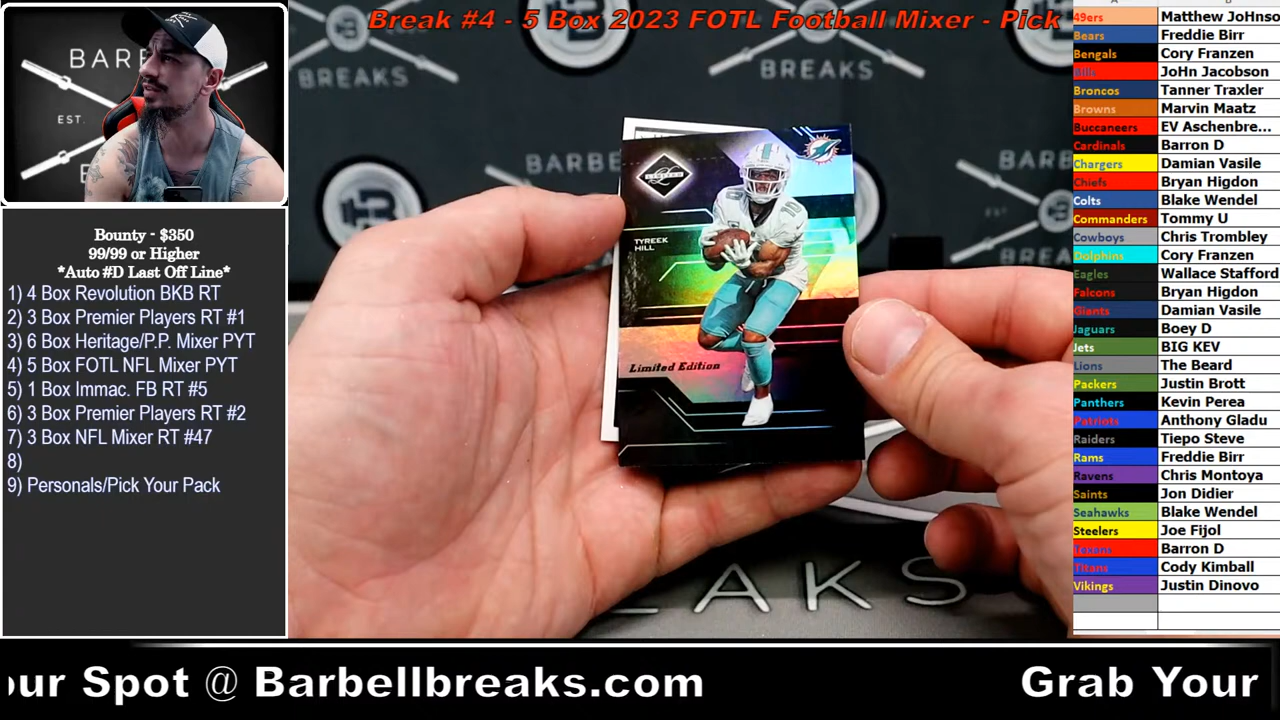 Break #4 - 5 Box 2023 FOTL Football Mixer - Pick
BARB
EST.
BREAKS
BREAKS
BREAKS
BARBELL
BARB
LIMITED
TYREEK
HILL
10
Limited Edition
EAKS
Bounty - $350
99/99 or Higher
*Auto #D Last Off Line*
1) 4 Box Revolution BKB RT
2) 3 Box Premier Players RT #1
3) 6 Box Heritage/P.P. Mixer PYT
4) 5 Box FOTL NFL Mixer PYT
5) 1 Box Immac. FB RT #5
6) 3 Box Premier Players RT #2
7) 3 Box NFL Mixer RT #47
8)
9) Personals/Pick Your Pack
49ers Matthew JoHnso
Bears Freddie Birr
Bengals Cory Franzen
Bills JoHn Jacobson
Broncos Tanner Traxler
Browns Marvin Maatz
Buccaneers EV Aschenbre...
Cardinals Barron D
Chargers Damian Vasile
Chiefs Bryan Higdon
Colts Blake Wendel
Commanders Tommy U
Cowboys Chris Trombley
Dolphins Cory Franzen
Eagles Wallace Stafford
Falcons Bryan Higdon
Giants Damian Vasile
Jaguars Boey D
Jets BIG KEV
Lions The Beard
Packers Justin Brott
Panthers Kevin Perea
Patriots Anthony Gladu
Raiders Tiepo Steve
Rams Freddie Birr
Ravens Chris Montoya
Saints Jon Didier
Seahawks Blake Wendel
Steelers Joe Fijol
Texans Barron D
Titans Cody Kimball
Vikings Justin Dinovo
our Spot @ Barbellbreaks.com Grab Your